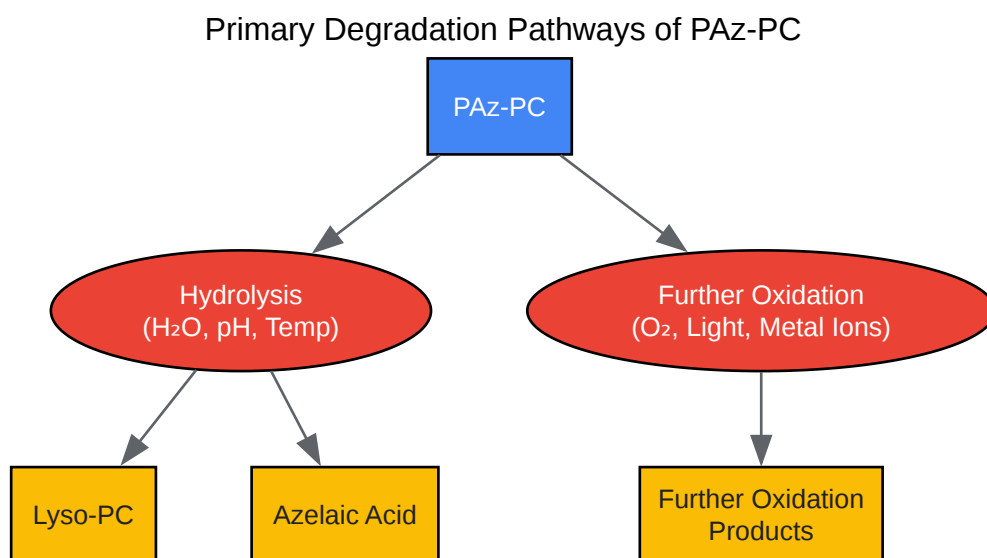 Primary Degradation Pathways of PAz-PC
PAz-PC
Hydrolysis
(H₂O, pH, Temp)
Further Oxidation
(O₂, Light, Metal Ions)
Lyso-PC
Azelaic Acid
Further Oxidation
Products